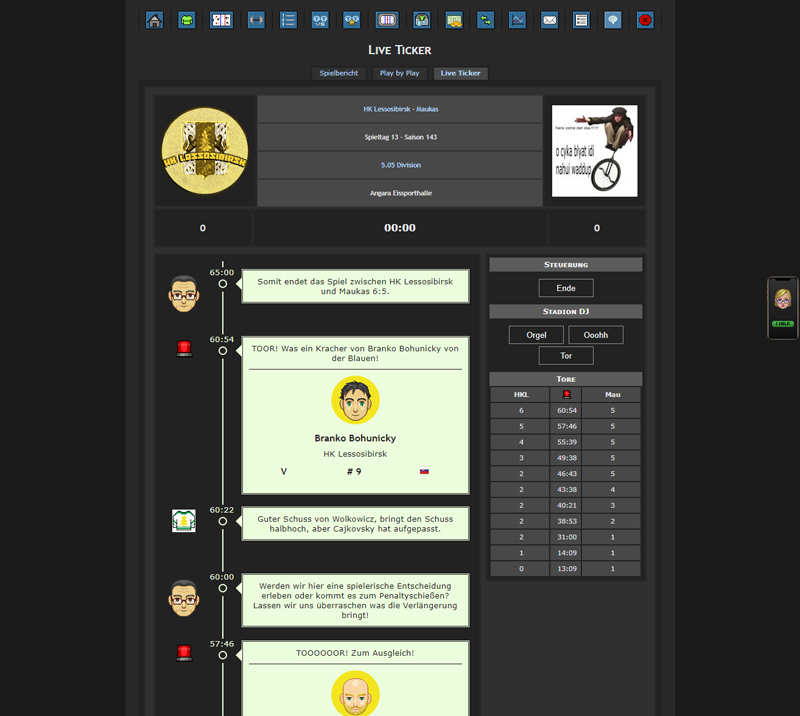 Live Ticker
Spielbericht
Play by Play
Live Ticker
HK LESSOSIBIRSK
HK Lessosibirsk - Maukas
Spieltag 13 - Saison 143
5.05 Division
Angara Eissporthalle
here come dat slav!!!!!
o cyka blyat idi
nahui waddup
0
00:00
0
65:00
Somit endet das Spiel zwischen HK Lessosibirsk
und Maukas 6:5.
60:54
TOOR! Was ein Kracher von Branko Bohunicky von
der Blauen!
Branko Bohunicky
HK Lessosibirsk
V
# 9
60:22
Guter Schuss von Wolkowicz, bringt den Schuss
halbhoch, aber Cajkovsky hat aufgepasst.
60:00
Werden wir hier eine spielerische Entscheidung
erleben oder kommt es zum Penaltyschießen?
Lassen wir uns überraschen was die Verlängerung
bringt!
57:46
TOOOOOOR! Zum Ausgleich!
Steuerung
Ende
Stadion DJ
Orgel
Ooohh
Tor
Tore
HKL Mau
6 60:54 5
5 57:46 5
4 55:39 5
3 49:38 5
2 46:43 5
2 43:38 4
2 40:21 3
2 38:53 2
2 31:00 1
1 14:09 1
0 13:09 1